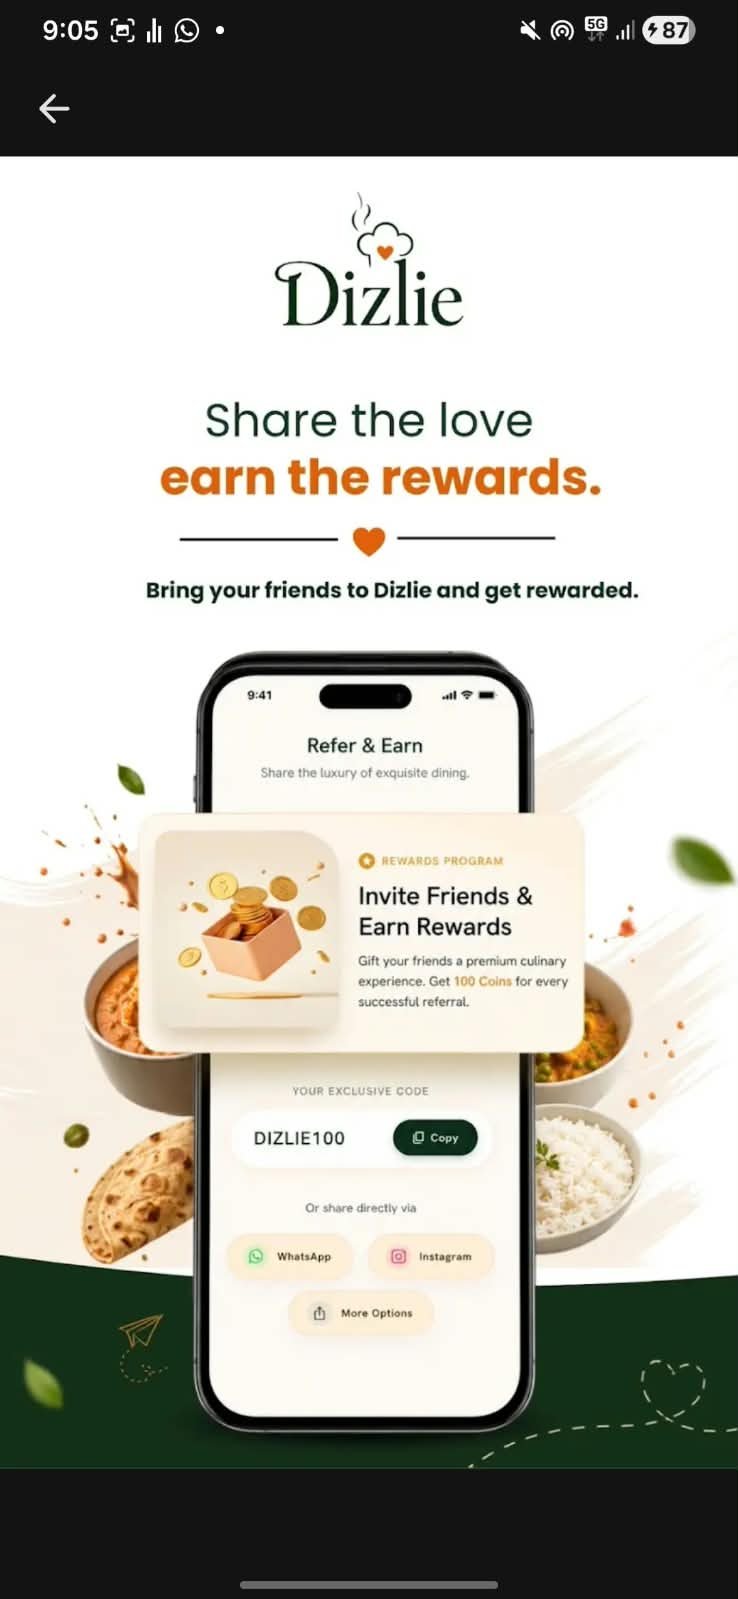 9:05
5G
87
Dizlie
Share the love
earn the rewards.
Bring your friends to Dizlie and get rewarded.
9:41
Refer & Earn
Share the luxury of exquisite dining.
REWARDS PROGRAM
Invite Friends &
Earn Rewards
Gift your friends a premium culinary
experience. Get 100 Coins for every
successful referral.
YOUR EXCLUSIVE CODE
DIZLIE100
Copy
Or share directly via
WhatsApp
Instagram
More Options